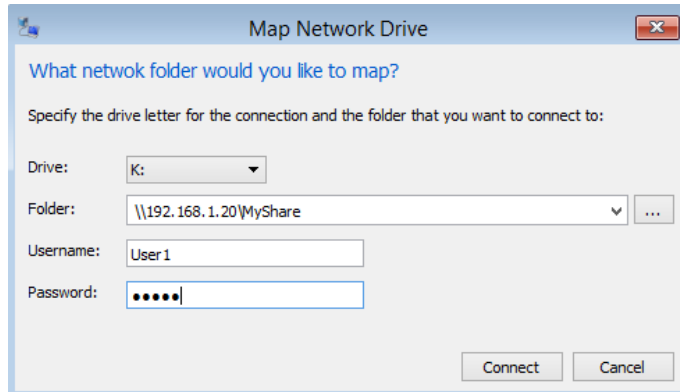 Map Network Drive
What netwok folder would you like to map?
Specify the drive letter for the connection and the folder that you want to connect to:
Drive: K:
Folder: \\192.168.1.20\MyShare ...
Username: User1
Password: •••••
Connect Cancel